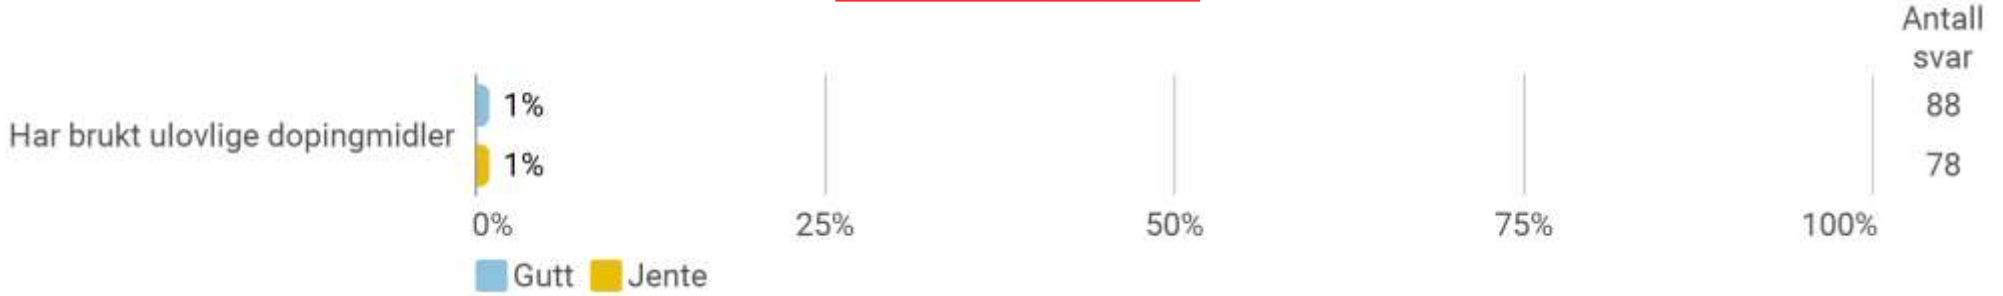 Antall
svar
Har brukt ulovlige dopingmidler
1%
88
1%
78
0% 25% 50% 75% 100%
Gutt Jente